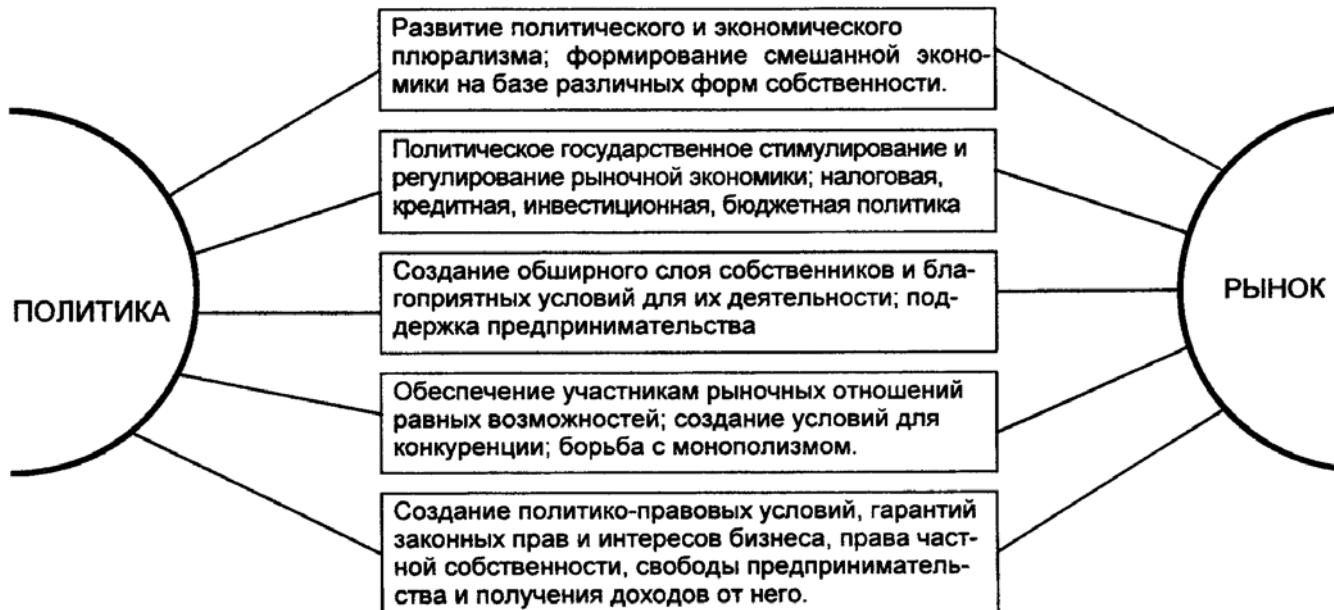 Развитие политического и экономического
плюрализма; формирование смешанной эконо-
мики на базе различных форм собственности.
Политическое государственное стимулирование и
регулирование рыночной экономики; налоговая,
кредитная, инвестиционная, бюджетная политика
Создание обширного слоя собственников и бла-
гоприятных условий для их деятельности; под-
держка предпринимательства
ПОЛИТИКА
РЫНОК
Обеспечение участникам рыночных отношений
равных возможностей; создание условий для
конкуренции; борьба с монополизмом.
Создание политико-правовых условий, гарантий
законных прав и интересов бизнеса, права част-
ной собственности, свободы предприниматель-
ства и получения доходов от него.